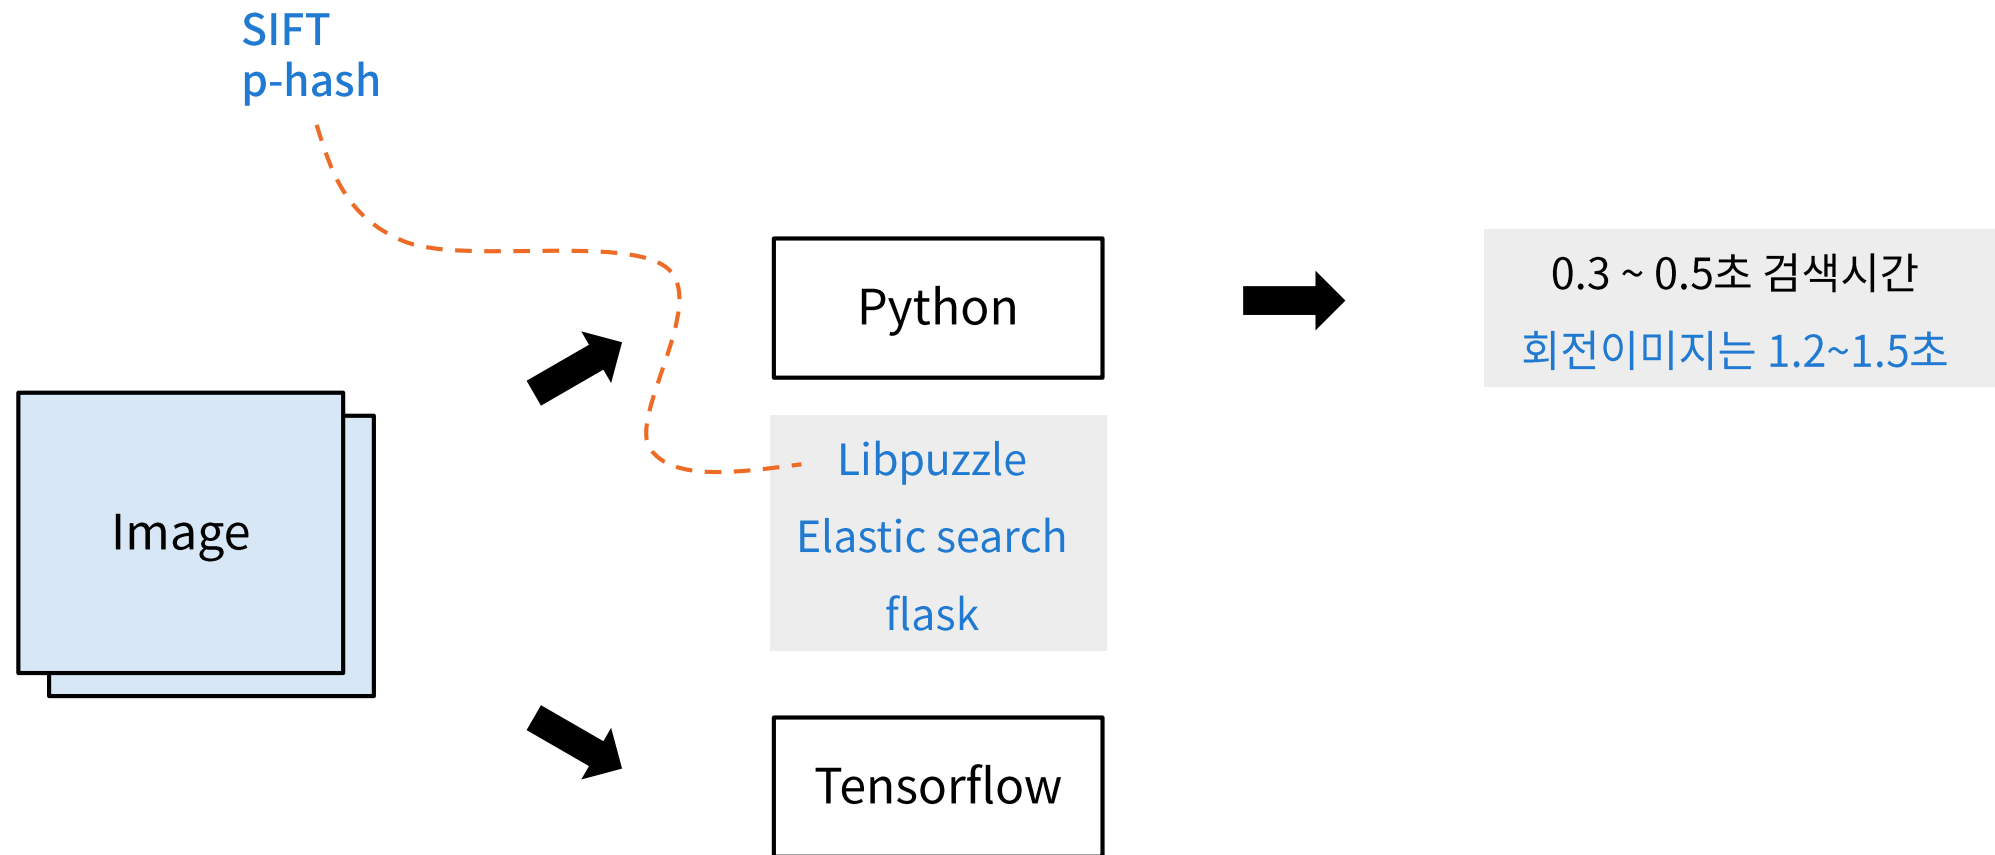 SIFT
p-hash
Python
0.3 ~ 0.5초 검색시간
회전이미지는 1.2~1.5초
Image
Libpuzzle
Elastic search
flask
Tensorflow